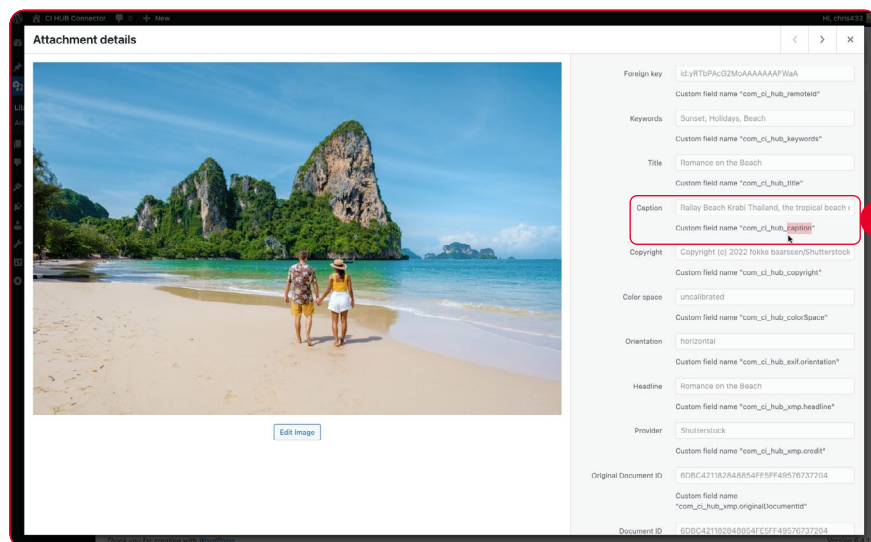 CI HUB Connector 0 + New
Hi, chris432
Attachment details
Foreign key
id:yRTbPAcG2MoAAAAAAAFWaA
Custom field name "com_ci_hub_remoteId"
Keywords
Sunset, Holidays, Beach
Custom field name "com_ci_hub_keywords"
Title
Romance on the Beach
Custom field name "com_ci_hub_title"
Caption
Railay Beach Krabi Thailand, the tropical beach
Custom field name "com_ci_hub_caption"
Copyright
Copyright (c) 2022 fokke baarssen/Shutterstock
Custom field name "com_ci_hub_copyright"
Color space
uncalibrated
Custom field name "com_ci_hub_colorSpace"
Orientation
horizontal
Custom field name "com_ci_hub_exif.orientation"
Headline
Romance on the Beach
Custom field name "com_ci_hub_xmp.headline"
Edit Image
Provider
Shutterstock
Custom field name "com_ci_hub_xmp.credit"
Original Document ID
6DBC421182848854FE5FF49576737204
Custom field name
"com_ci_hub_xmp.originalDocumentId"
Document ID
6DBC421182848854FE5FF49576737204